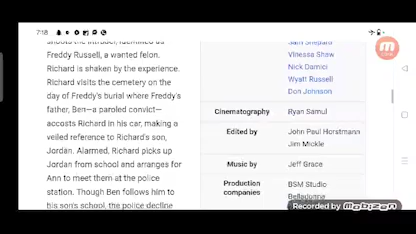 7:18
Freddy Russell, a wanted felon.
Richard is shaken by the experience.
Richard visits the cemetery on the
day of Freddy's burial where Freddy's
father, Ben—a paroled convict—
accosts Richard in his car, making a
veiled reference to Richard's son,
Jordan. Alarmed, Richard picks up
Jordan from school and arranges for
Ann to meet them at the police
station. Though Ben follows him to
his son's school, the police decline
Sam Shepard
Vinessa Shaw
Nick Damici
Wyatt Russell
Don Johnson
Cinematography Ryan Samul
Edited by John Paul Horstmann
Jim Mickle
Music by Jeff Grace
Production BSM Studio
companies Belladonna
Recorded by Mobizen